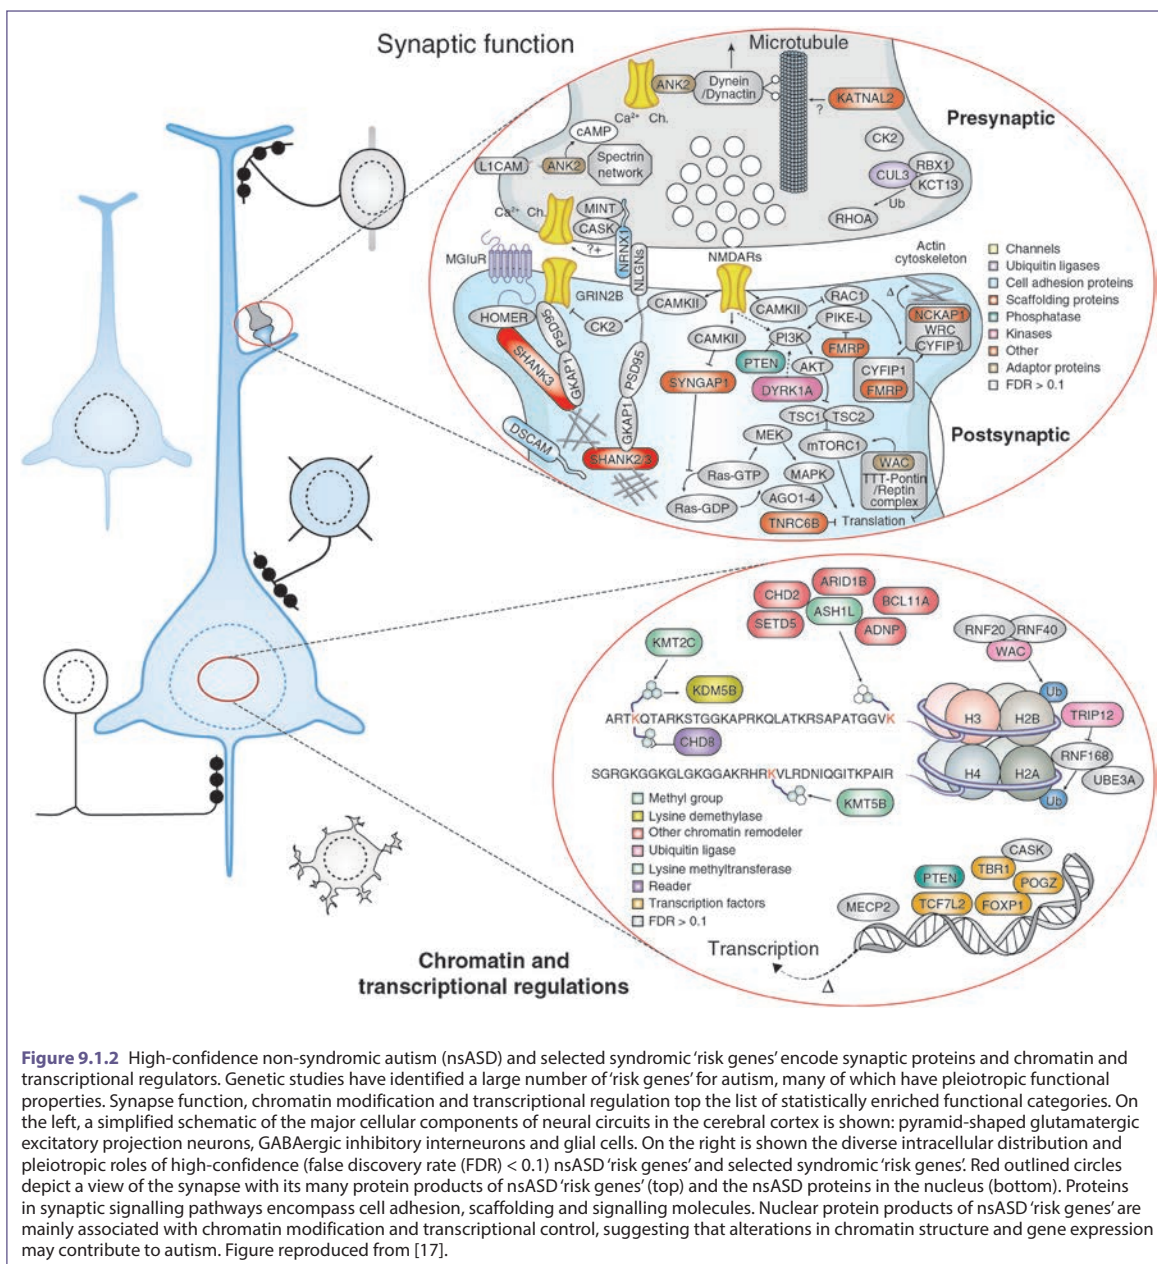 Synaptic function
Microtubule
ANK2
Dynein
/Dynactin
KATNAL2
?
Ca²⁺ Ch.
Presynaptic
cAMP
CK2
L1CAM
ANK2
Spectrin
network
RBX1
CUL3
KCT13
Ub
RHOA
Ca²⁺ Ch.
MINT
CASK
?+
NRNX1
NLGNs
MGluR
NMDARs
Actin
cytoskeleton
Channels
Ubiquitin ligases
Cell adhesion proteins
Scaffolding proteins
Phosphatase
Kinases
Other
Adaptor proteins
FDR > 0.1
GRIN2B
CAMKII
CAMKII
RAC1
Δ
HOMER
PSD95
CK2
PIKE-L
NCKAP1
WRC
CYFIP1
CAMKII
PI3K
FMRP
SHANK3
GKAP1
PSD95
PTEN
AKT
CYFIP1
FMRP
SYNGAP1
DYRK1A
TSC1
TSC2
DSCAM
GKAP1
MEK
mTORC1
Postsynaptic
SHANK2/3
WAC
Ras-GTP
MAPK
TTT-Pontin
/Reptin
complex
Ras-GDP
AGO1-4
TNRC6B
Translation
ARID1B
CHD2
ASH1L
BCL11A
SETD5
ADNP
RNF20
RNF40
KMT2C
WAC
KDM5B
Ub
ARTKQTARKSTGGKAPRKQLATKRSAPATGGVK
H3
H2B
TRIP12
CHD8
RNF168
SGRGKGGKGLGKGGAKRHRKVLRDNIQGITKPAIR
H4
H2A
UBE3A
KMT5B
Ub
Methyl group
Lysine demethylase
Other chromatin remodeler
Ubiquitin ligase
Lysine methyltransferase
Reader
Transcription factors
FDR > 0.1
CASK
PTEN
TBR1
POGZ
MECP2
TCF7L2
FOXP1
Transcription
Δ
Chromatin and
transcriptional regulations
Figure 9.1.2 High-confidence non-syndromic autism (nsASD) and selected syndromic ‘risk genes’ encode synaptic proteins and chromatin and
transcriptional regulators. Genetic studies have identified a large number of ‘risk genes’ for autism, many of which have pleiotropic functional
properties. Synapse function, chromatin modification and transcriptional regulation top the list of statistically enriched functional categories. On
the left, a simplified schematic of the major cellular components of neural circuits in the cerebral cortex is shown: pyramid-shaped glutamatergic
excitatory projection neurons, GABAergic inhibitory interneurons and glial cells. On the right is shown the diverse intracellular distribution and
pleiotropic roles of high-confidence (false discovery rate (FDR) < 0.1) nsASD ‘risk genes’ and selected syndromic ‘risk genes’. Red outlined circles
depict a view of the synapse with its many protein products of nsASD ‘risk genes’ (top) and the nsASD proteins in the nucleus (bottom). Proteins
in synaptic signalling pathways encompass cell adhesion, scaffolding and signalling molecules. Nuclear protein products of nsASD ‘risk genes’ are
mainly associated with chromatin modification and transcriptional control, suggesting that alterations in chromatin structure and gene expression
may contribute to autism. Figure reproduced from [17].